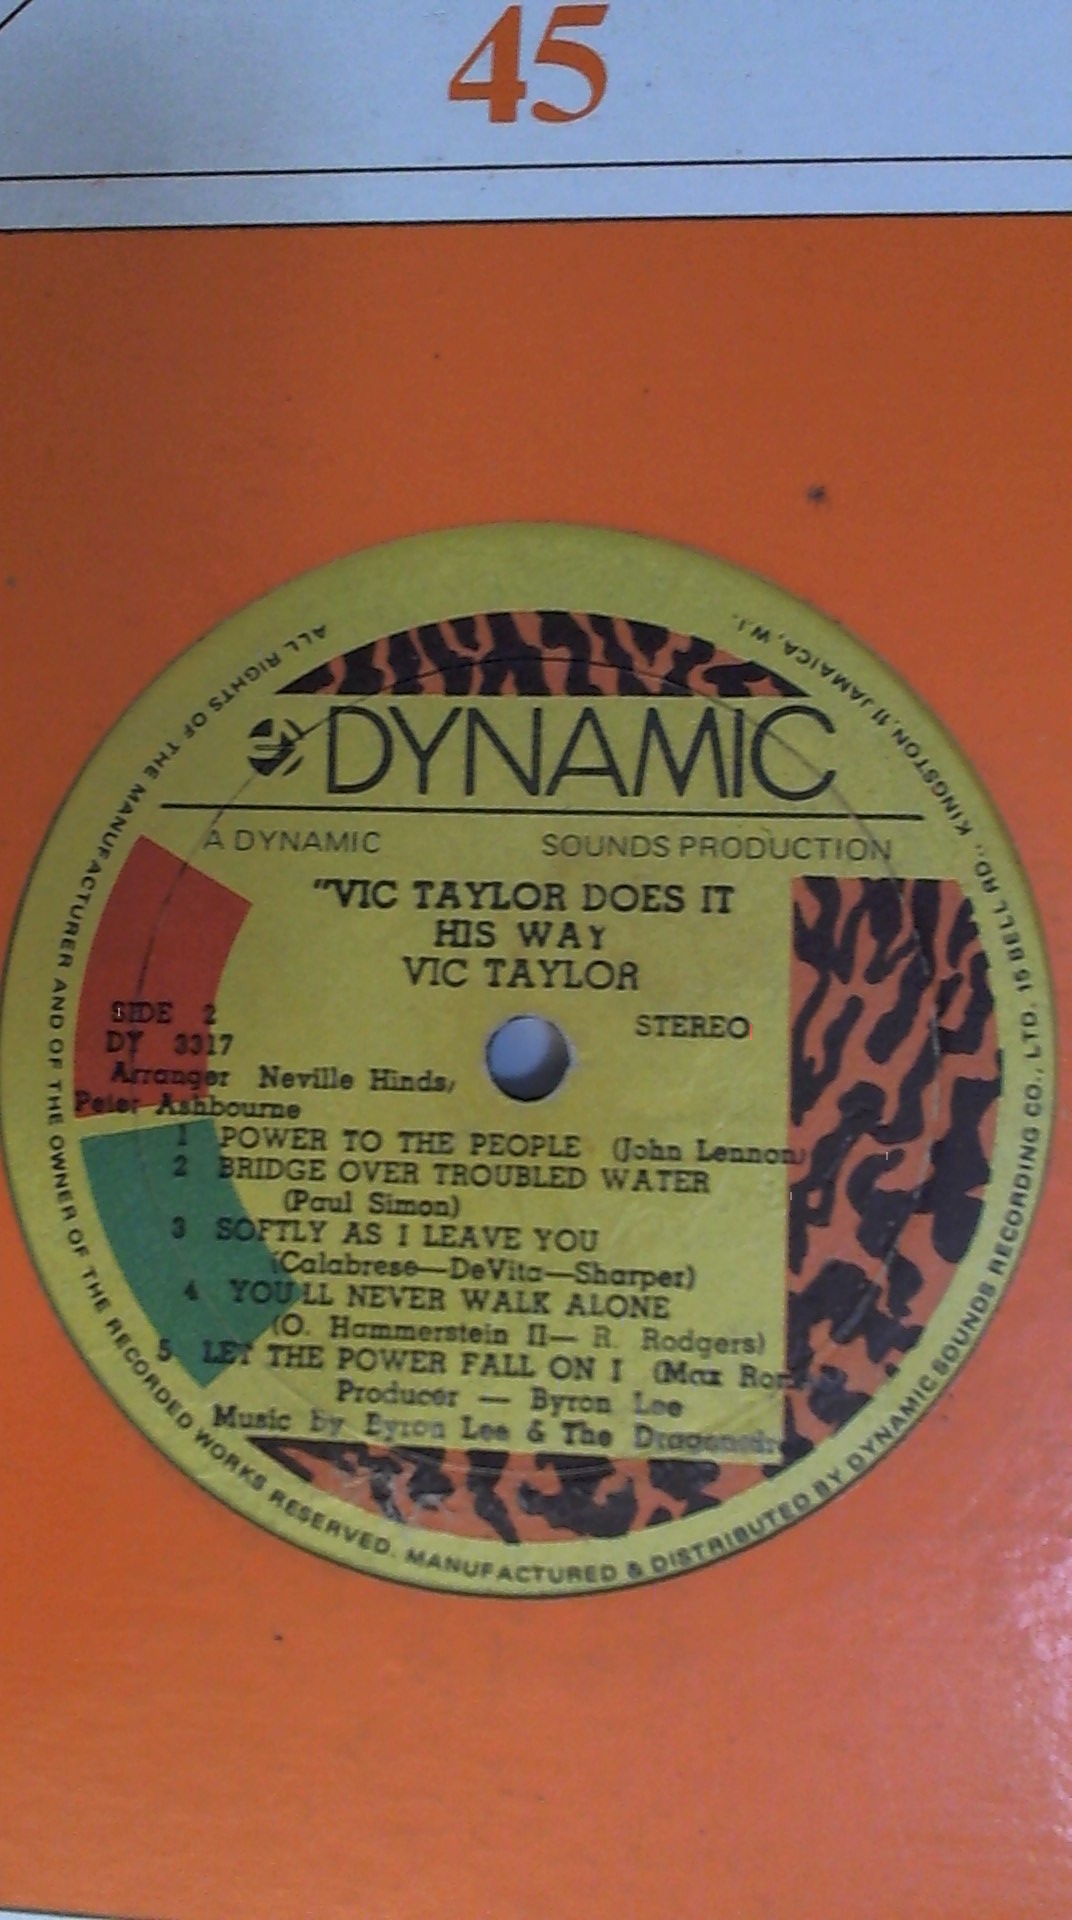 45
DYNAMIC
A DYNAMIC SOUNDS PRODUCTION
"VIC TAYLOR DOES IT
HIS WAY
VIC TAYLOR
STEREO
SIDE 2
DY 3317
Arranger Neville Hinds,
Peter Ashbourne
1 POWER TO THE PEOPLE (John Lennon)
2 BRIDGE OVER TROUBLED WATER
(Paul Simon)
3 SOFTLY AS I LEAVE YOU
(Calabrese—DeVita—Sharper)
4 YOU'LL NEVER WALK ALONE
(O. Hammerstein II— R. Rodgers)
5 LET THE POWER FALL ON I (Max
Producer — Byron Lee
Music by Byron Lee & The
ALL RIGHTS OF THE MANUFACTURER AND OF THE OWNER OF THE RECORDED WORKS RESERVED. MANUFACTURED & DISTRIBUTED BY DYNAMIC SOUNDS RECORDING CO., LTD. 15 BELL RD., KINGSTON, 11 JAMAICA, W.I.